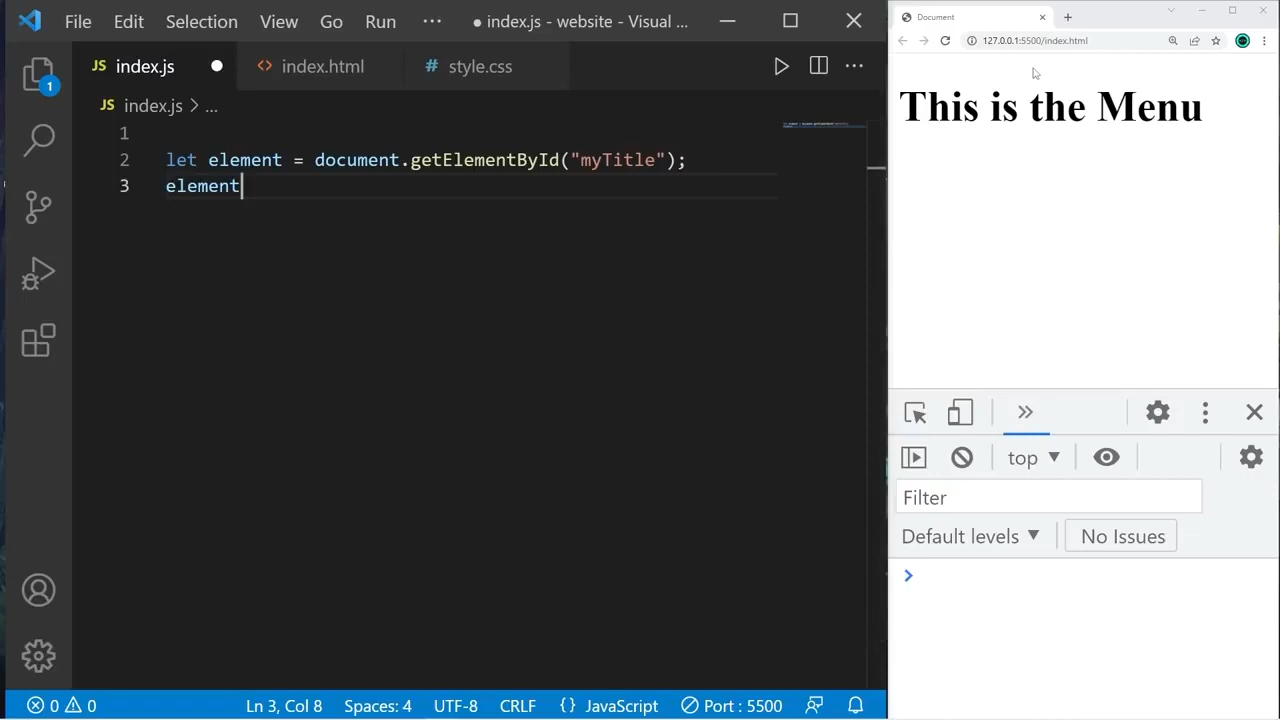 File Edit Selection View Go Run ··· ● index.js - website - Visual ...
JS index.js ● <> index.html # style.css
JS index.js > ...
1
2 let element = document.getElementById("myTitle");
3 element
1
0 0 Ln 3, Col 8 Spaces: 4 UTF-8 CRLF {} JavaScript Port : 5500
Document
127.0.0.1:5500/index.html
This is the Menu
top
Filter
Default levels No Issues